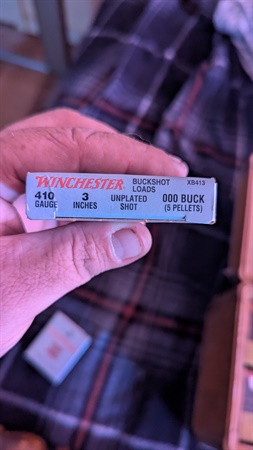 WINCHESTER BUCKSHOT LOADS XB413
410 GAUGE 3 INCHES UNPLATED SHOT 000 BUCK (5 PELLETS)